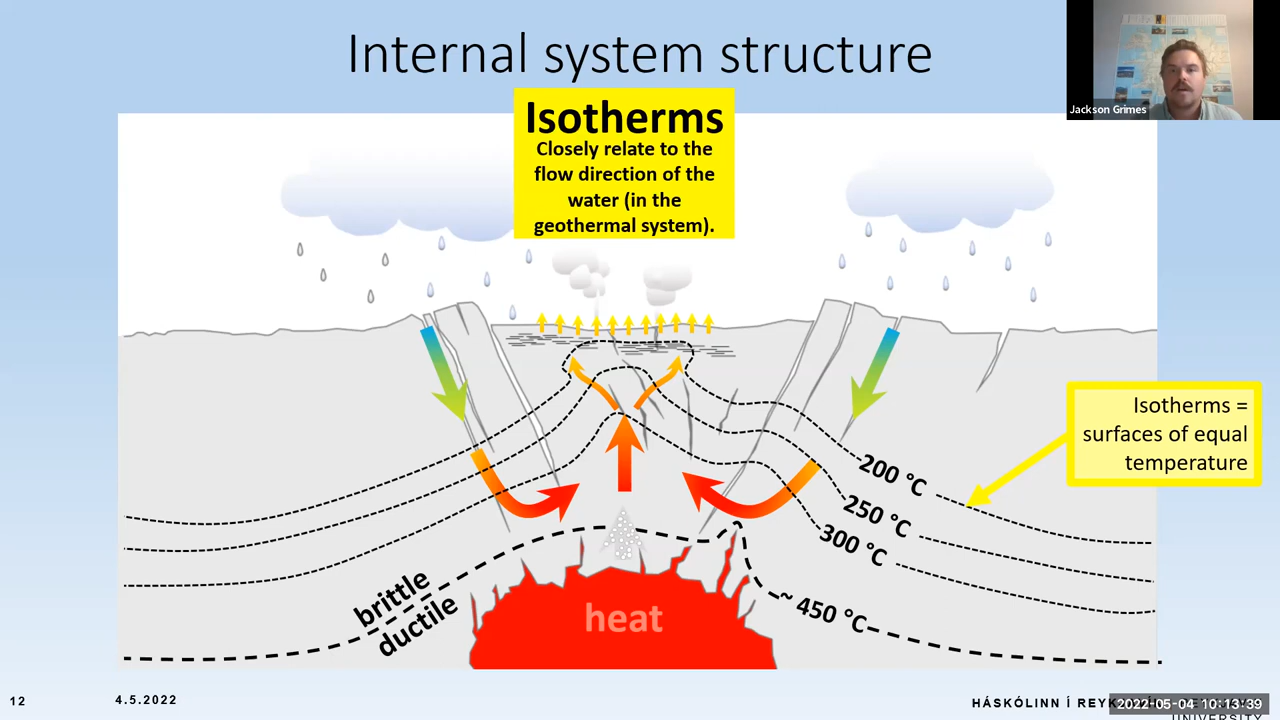 Internal system structure
Jackson Grimes
Isotherms
Closely relate to the
flow direction of the
water (in the
geothermal system).
Isotherms =
surfaces of equal
temperature
200 °C
250 °C
300 °C
~ 450 °C
brittle
ductile
heat
12
4.5.2022
HÁSKÓLINN Í REYK
2022-05-04 10:13:39
UNIVERSITY